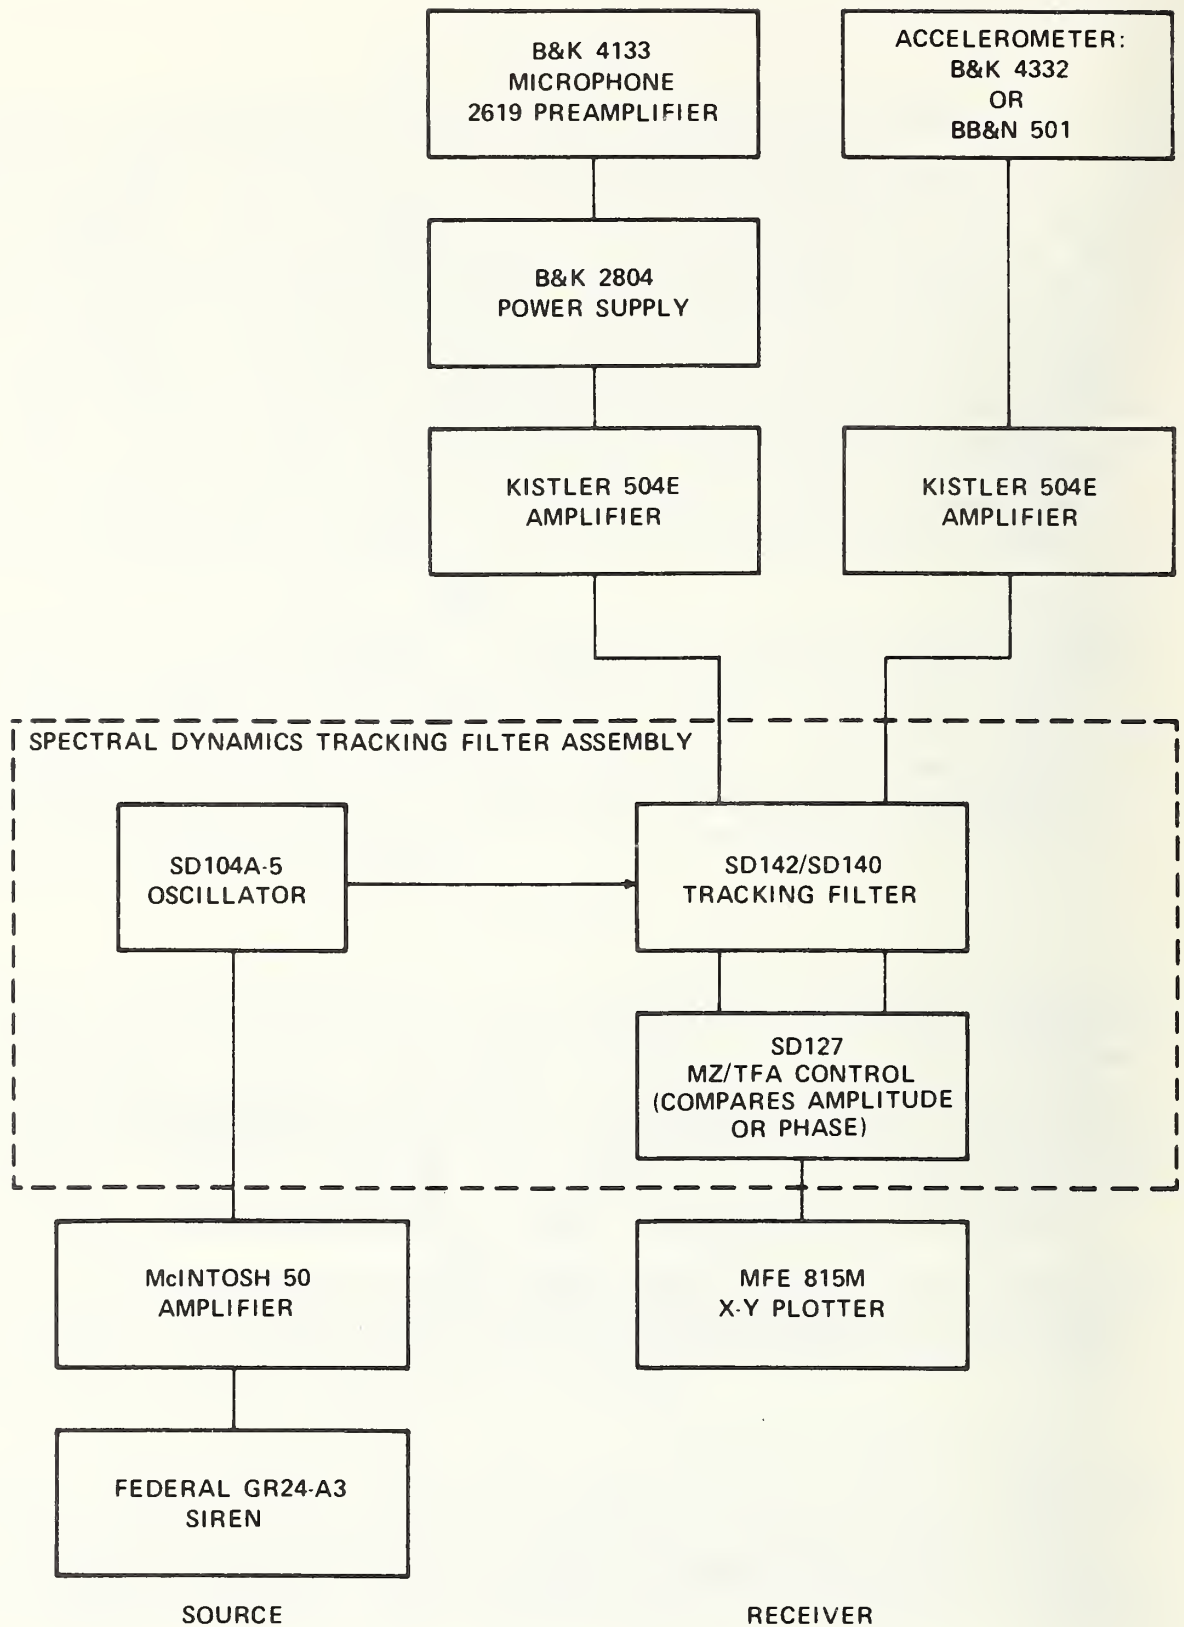 B&K 4133
MICROPHONE
2619 PREAMPLIFIER
ACCELEROMETER:
B&K 4332
OR
BB&N 501
B&K 2804
POWER SUPPLY
KISTLER 504E
AMPLIFIER
KISTLER 504E
AMPLIFIER
SPECTRAL DYNAMICS TRACKING FILTER ASSEMBLY
SD104A-5
OSCILLATOR
SD142/SD140
TRACKING FILTER
SD127
MZ/TFA CONTROL
(COMPARES AMPLITUDE
OR PHASE)
McINTOSH 50
AMPLIFIER
MFE 815M
X-Y PLOTTER
FEDERAL GR24-A3
SIREN
SOURCE
RECEIVER